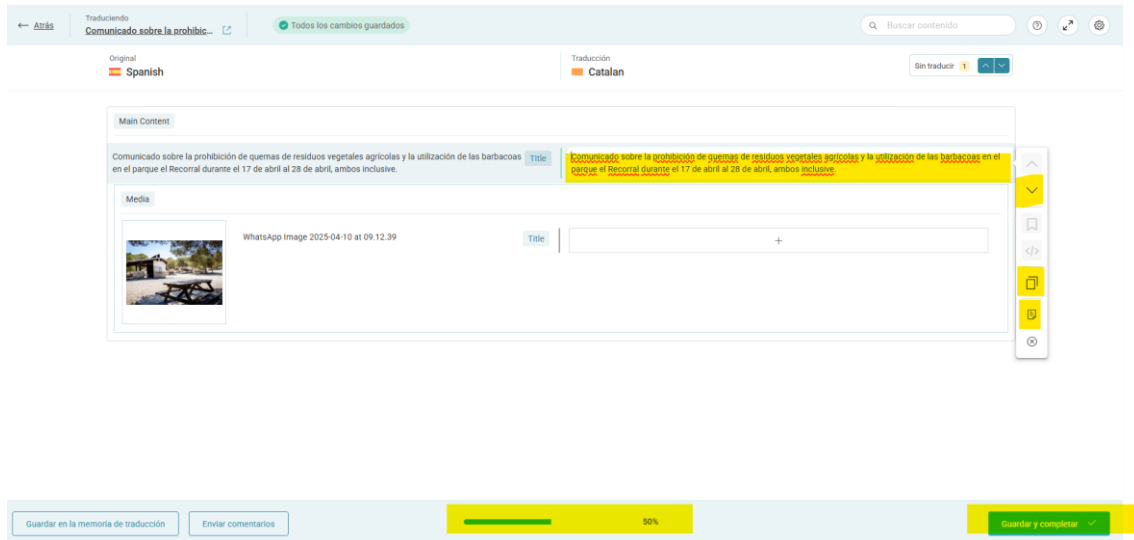 ← Atrás
Traduciendo
Comunicado sobre la prohibic...
Todos los cambios guardados
Buscar contenido
Original
Spanish
Traducción
Catalan
Sin traducir 1
Main Content
Comunicado sobre la prohibición de quemas de residuos vegetales agrícolas y la utilización de las barbacoas
en el parque el Recorral durante el 17 de abril al 28 de abril, ambos inclusive.
Title
Comunicado sobre la prohibición de quemas de residuos vegetales agrícolas y la utilización de las barbacoas en el
parque el Recorral durante el 17 de abril al 28 de abril, ambos inclusive.
Media
WhatsApp Image 2025-04-10 at 09.12.39
Title
+
</>
Guardar en la memoria de traducción
Enviar comentarios
50%
Guardar y completar